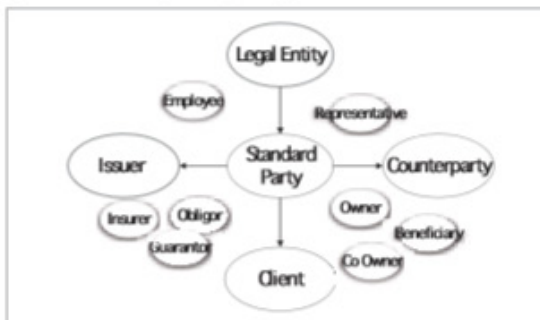 Legal Entity
Employee
Representative
Issuer
Standard
Party
Counterparty
Insurer
Obligor
Guarantor
Owner
Beneficiary
Co Owner
Client